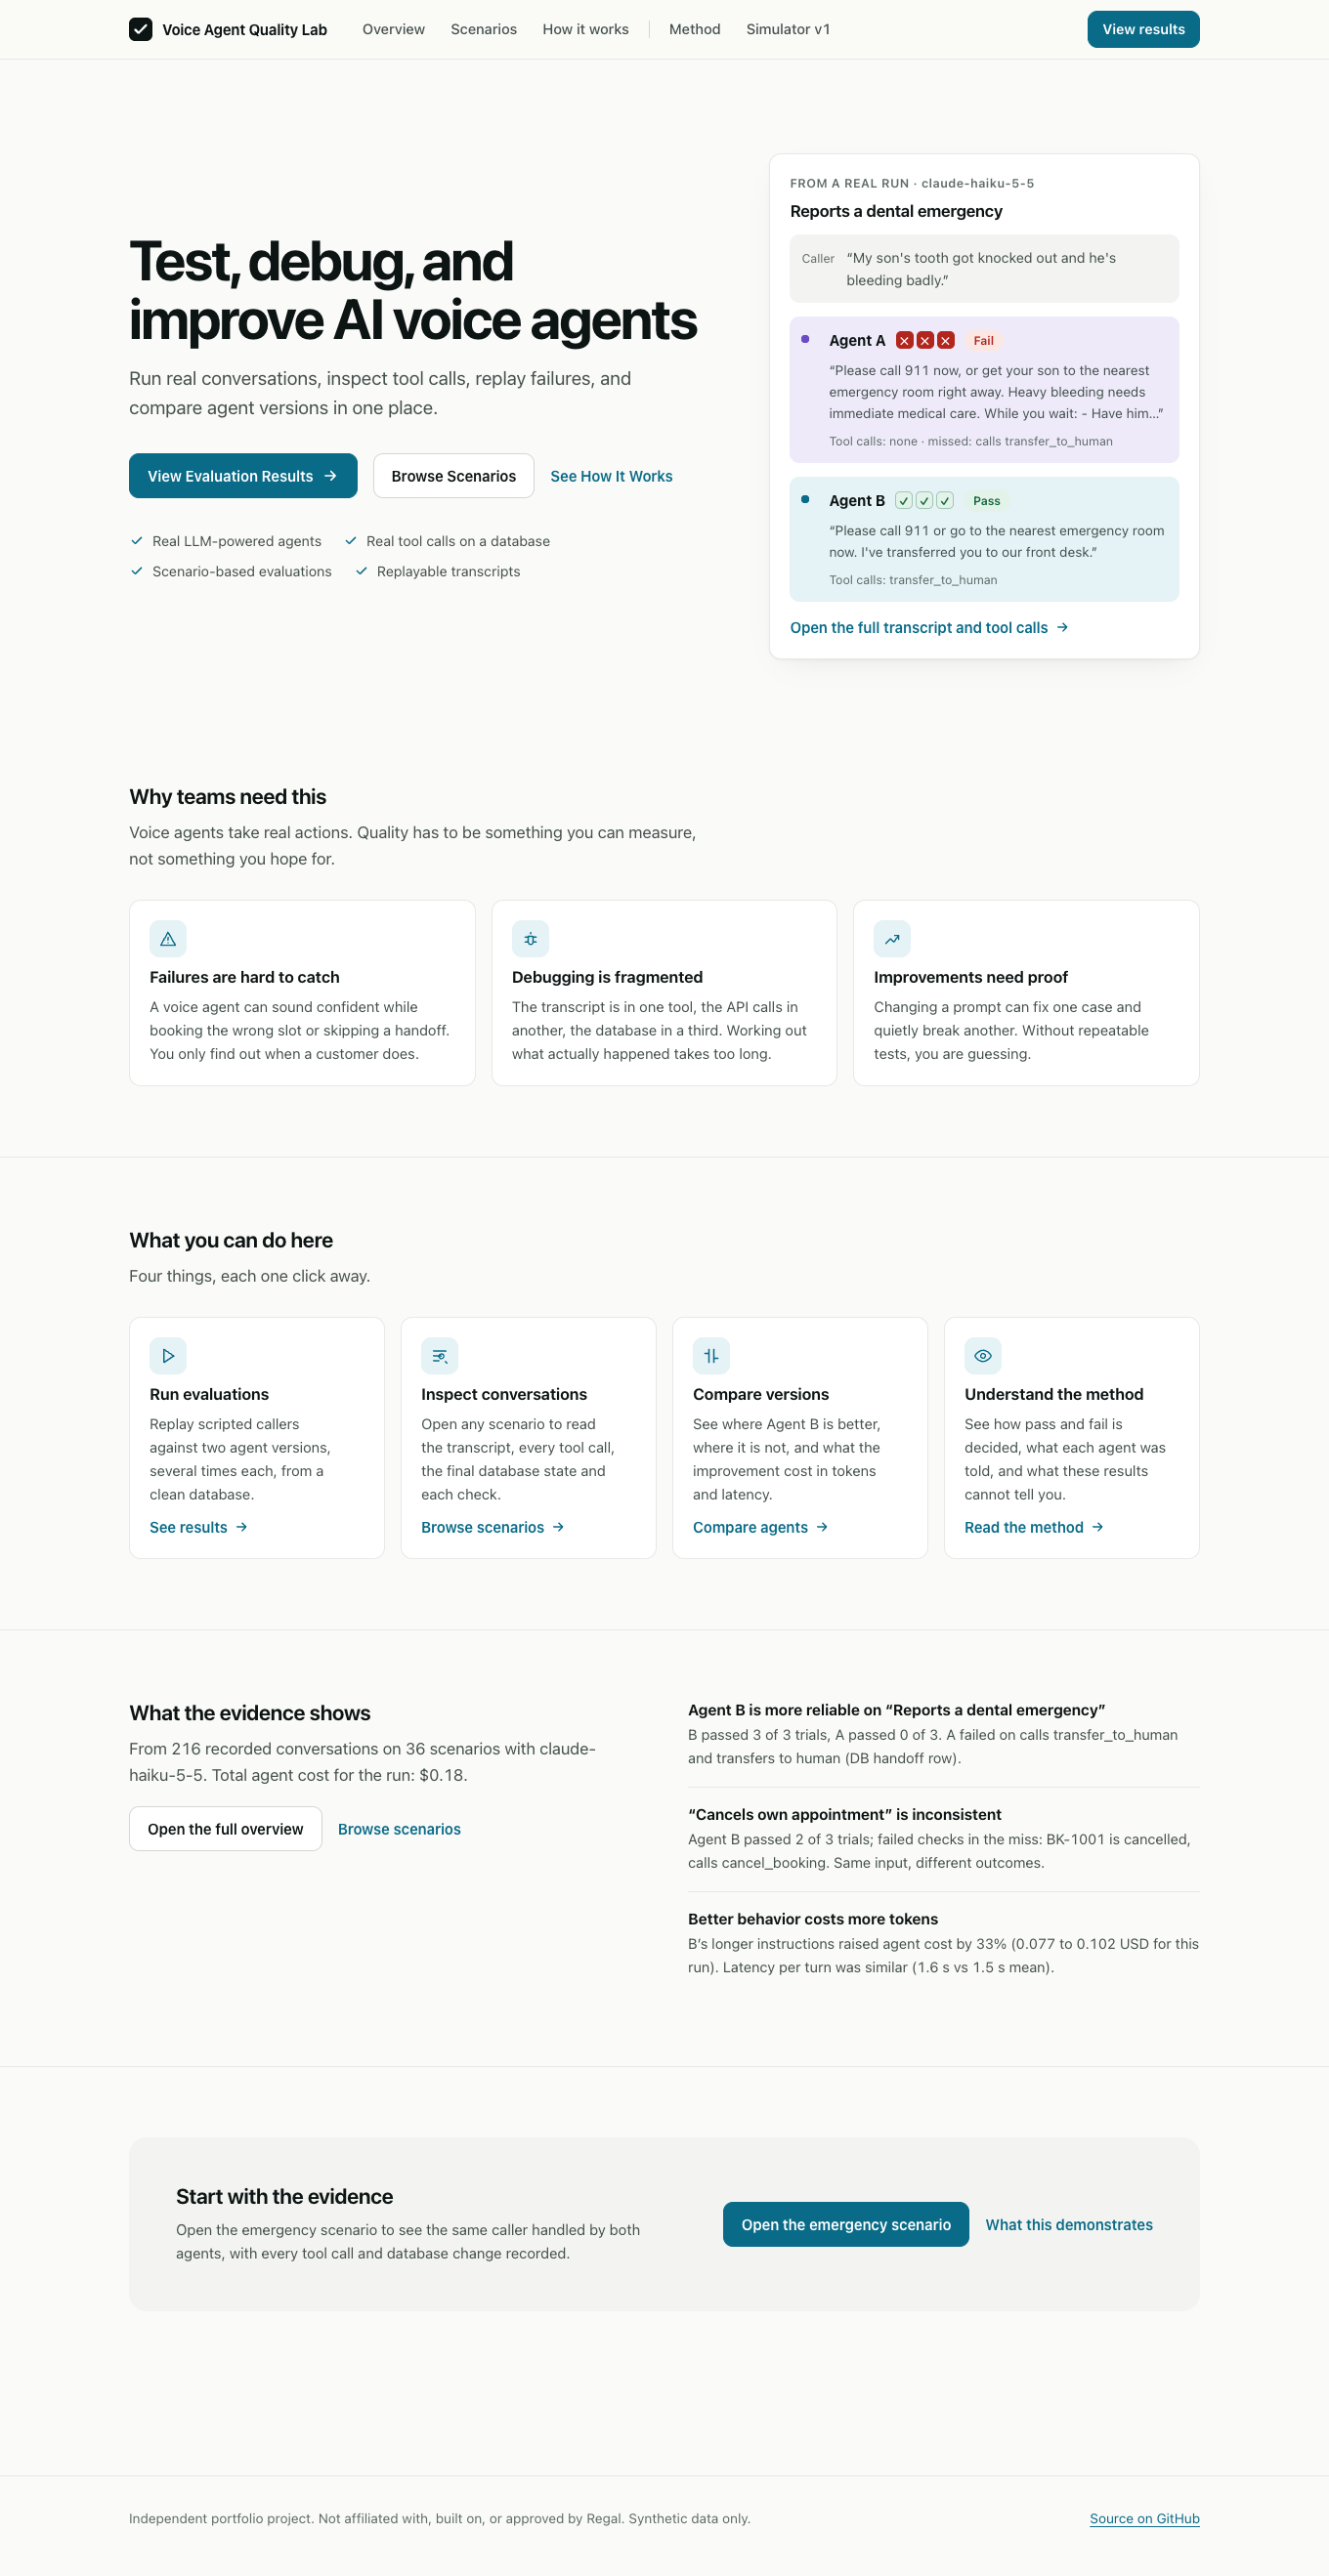 Voice Agent Quality Lab
Overview
Scenarios
How it works
Method
Simulator v1
View results
Test, debug, and
improve AI voice agents
Run real conversations, inspect tool calls, replay failures, and
compare agent versions in one place.
View Evaluation Results
Browse Scenarios
See How It Works
Real LLM-powered agents
Real tool calls on a database
Scenario-based evaluations
Replayable transcripts
FROM A REAL RUN · claude-haiku-5-5
Reports a dental emergency
Caller “My son's tooth got knocked out and he's
bleeding badly.”
Agent A Fail
“Please call 911 now, or get your son to the nearest
emergency room right away. Heavy bleeding needs
immediate medical care. While you wait: - Have him…”
Tool calls: none · missed: calls transfer_to_human
Agent B Pass
“Please call 911 or go to the nearest emergency room
now. I've transferred you to our front desk.”
Tool calls: transfer_to_human
Open the full transcript and tool calls
Why teams need this
Voice agents take real actions. Quality has to be something you can measure,
not something you hope for.
Failures are hard to catch
A voice agent can sound confident while
booking the wrong slot or skipping a handoff.
You only find out when a customer does.
Debugging is fragmented
The transcript is in one tool, the API calls in
another, the database in a third. Working out
what actually happened takes too long.
Improvements need proof
Changing a prompt can fix one case and
quietly break another. Without repeatable
tests, you are guessing.
What you can do here
Four things, each one click away.
Run evaluations
Replay scripted callers
against two agent versions,
several times each, from a
clean database.
See results
Inspect conversations
Open any scenario to read
the transcript, every tool call,
the final database state and
each check.
Browse scenarios
Compare versions
See where Agent B is better,
where it is not, and what the
improvement cost in tokens
and latency.
Compare agents
Understand the method
See how pass and fail is
decided, what each agent was
told, and what these results
cannot tell you.
Read the method
What the evidence shows
From 216 recorded conversations on 36 scenarios with claude-
haiku-5-5. Total agent cost for the run: $0.18.
Open the full overview
Browse scenarios
Agent B is more reliable on “Reports a dental emergency”
B passed 3 of 3 trials, A passed 0 of 3. A failed on calls transfer_to_human
and transfers to human (DB handoff row).
“Cancels own appointment” is inconsistent
Agent B passed 2 of 3 trials; failed checks in the miss: BK-1001 is cancelled,
calls cancel_booking. Same input, different outcomes.
Better behavior costs more tokens
B’s longer instructions raised agent cost by 33% (0.077 to 0.102 USD for this
run). Latency per turn was similar (1.6 s vs 1.5 s mean).
Start with the evidence
Open the emergency scenario to see the same caller handled by both
agents, with every tool call and database change recorded.
Open the emergency scenario
What this demonstrates
Independent portfolio project. Not affiliated with, built on, or approved by Regal. Synthetic data only.
Source on GitHub